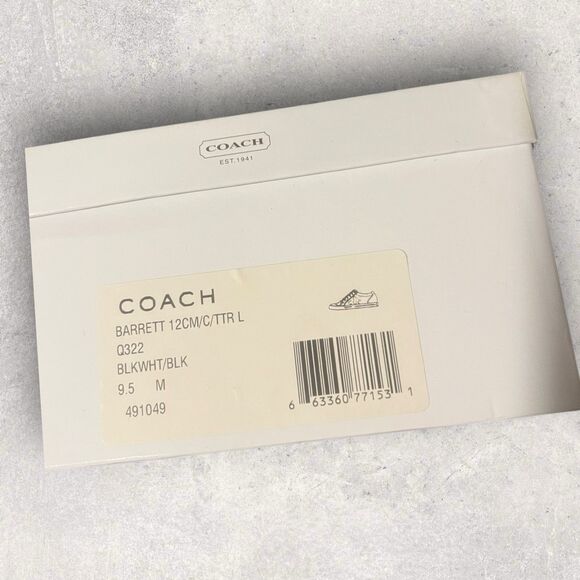 COACH
EST. 1941
COACH
BARRETT 12CM/C/TTR L
Q322
BLKWHT/BLK
9.5 M
491049
6 63360 77153 1